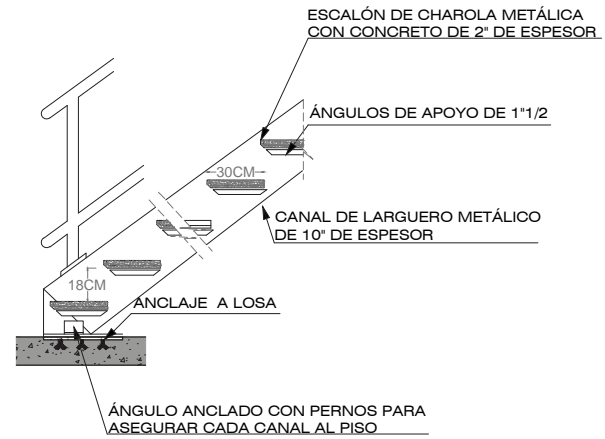 ESCALÓN DE CHAROLA METÁLICA
CON CONCRETO DE 2" DE ESPESOR
ÁNGULOS DE APOYO DE 1"1/2
30CM
CANAL DE LARGUERO METÁLICO
DE 10" DE ESPESOR
18CM
ANCLAJE A LOSA
ÁNGULO ANCLADO CON PERNOS PARA
ASEGURAR CADA CANAL AL PISO